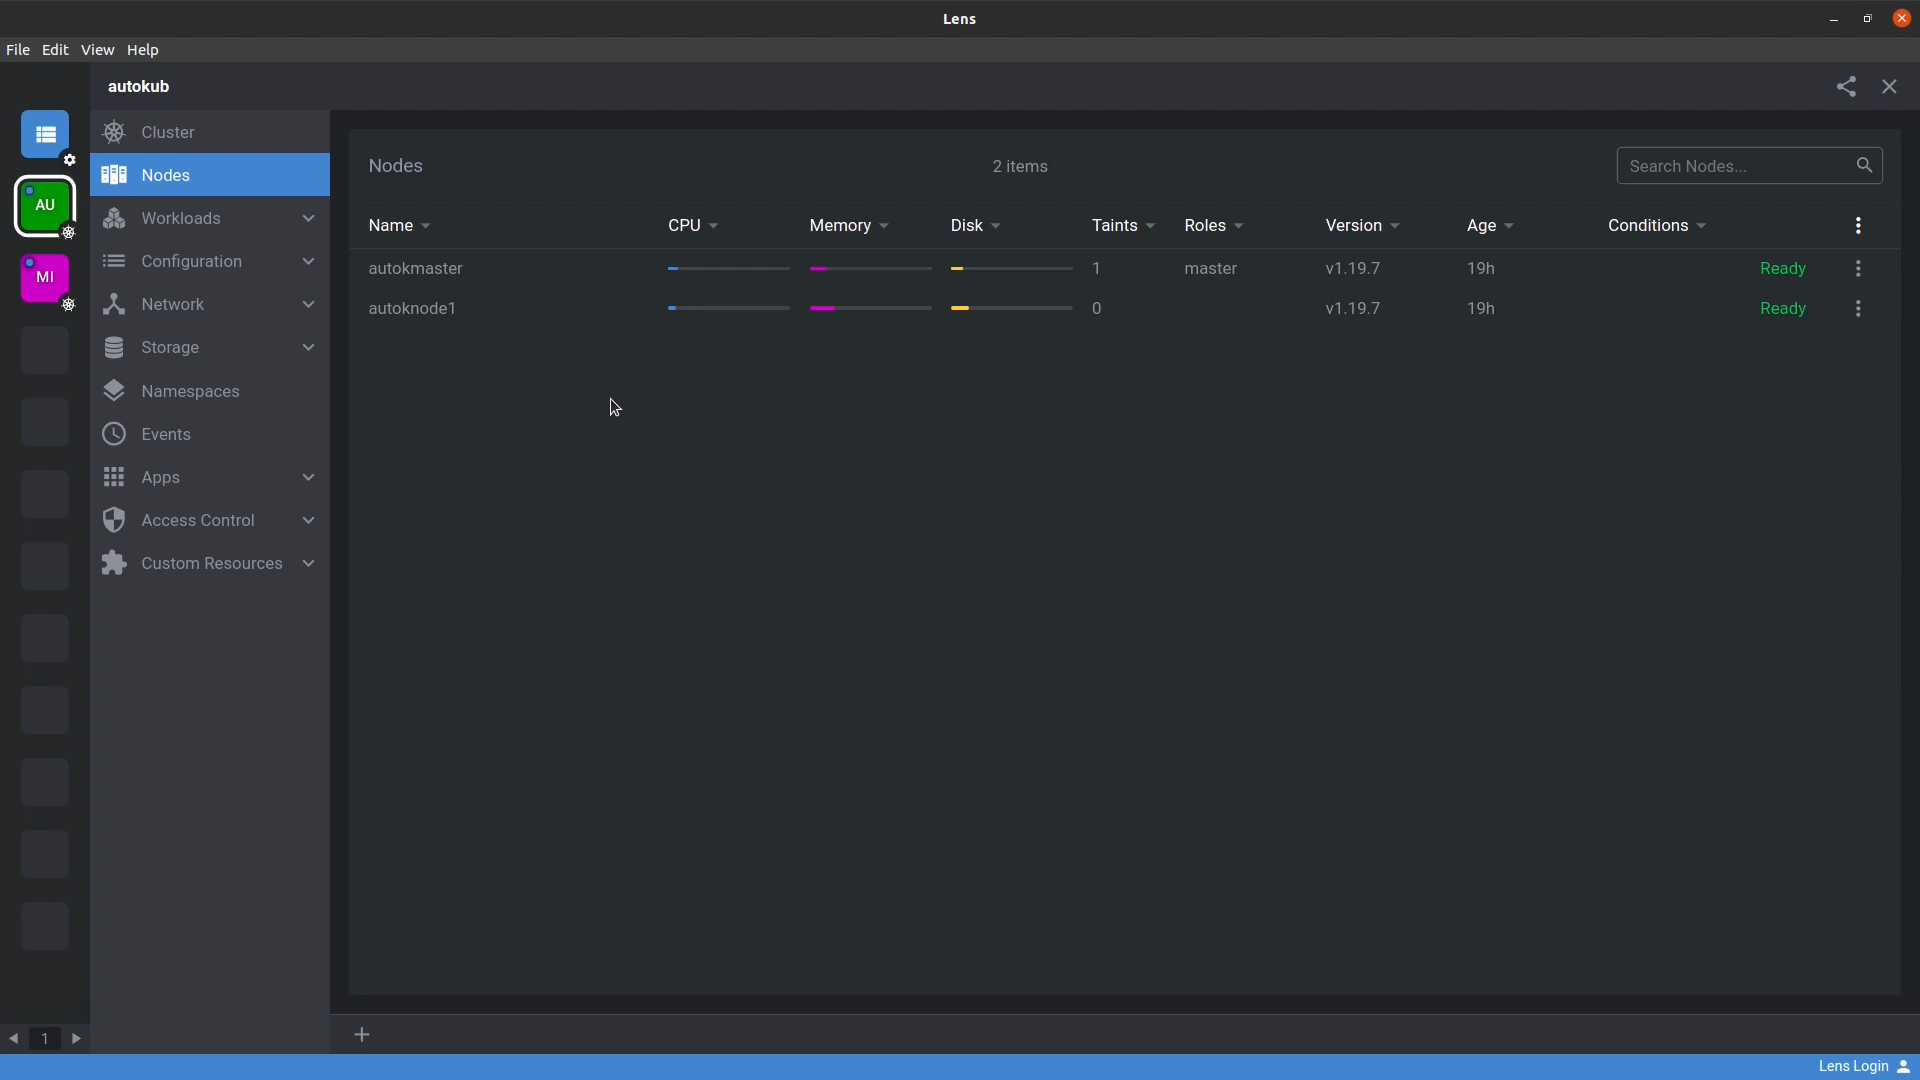 Lens
File Edit View Help
autokub
AU
MI
1
Cluster
Nodes
Workloads
Configuration
Network
Storage
Namespaces
Events
Apps
Access Control
Custom Resources
Nodes 2 items Search Nodes...
Name CPU Memory Disk Taints Roles Version Age Conditions
autokmaster 1 master v1.19.7 19h Ready
autoknode1 0 v1.19.7 19h Ready
Lens Login